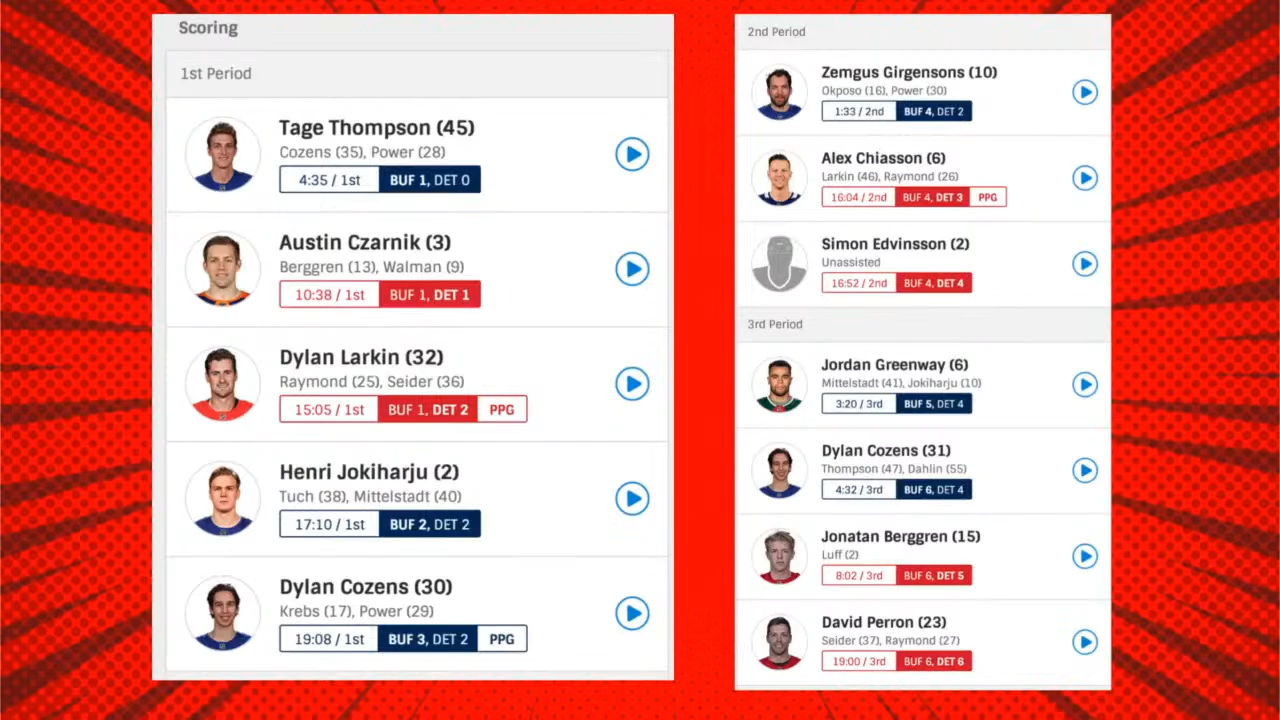 Scoring
1st Period
Tage Thompson (45)
Cozens (35), Power (28)
4:35 / 1st BUF 1, DET 0
Austin Czarnik (3)
Berggren (13), Walman (9)
10:38 / 1st BUF 1, DET 1
Dylan Larkin (32)
Raymond (25), Seider (36)
15:05 / 1st BUF 1, DET 2 PPG
Henri Jokiharju (2)
Tuch (38), Mittelstadt (40)
17:10 / 1st BUF 2, DET 2
Dylan Cozens (30)
Krebs (17), Power (29)
19:08 / 1st BUF 3, DET 2 PPG
2nd Period
Zemgus Girgensons (10)
Okposo (16), Power (30)
1:33 / 2nd BUF 4, DET 2
Alex Chiasson (6)
Larkin (46), Raymond (26)
16:04 / 2nd BUF 4, DET 3 PPG
Simon Edvinsson (2)
Unassisted
16:52 / 2nd BUF 4, DET 4
3rd Period
Jordan Greenway (6)
Mittelstadt (41), Jokiharju (10)
3:20 / 3rd BUF 5, DET 4
Dylan Cozens (31)
Thompson (47), Dahlin (55)
4:32 / 3rd BUF 6, DET 4
Jonatan Berggren (15)
Luff (2)
8:02 / 3rd BUF 6, DET 5
David Perron (23)
Seider (37), Raymond (27)
19:00 / 3rd BUF 6, DET 6